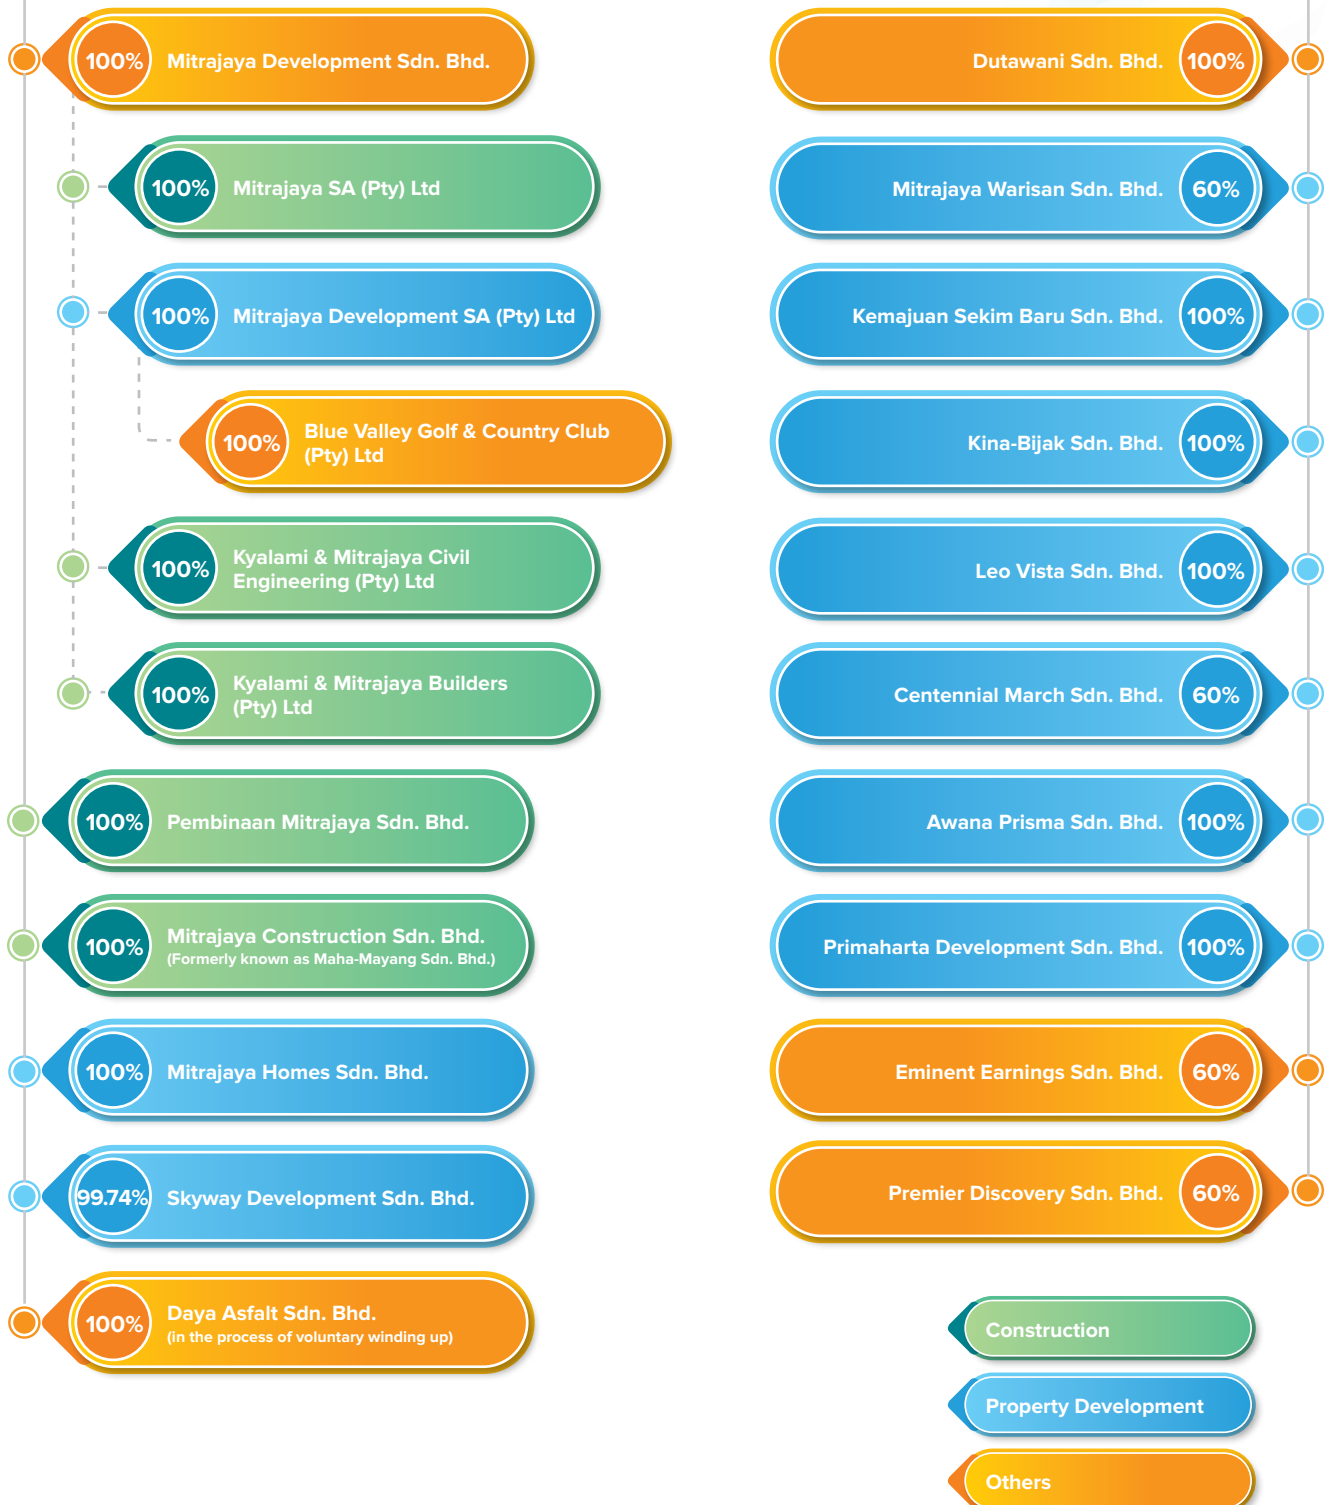 100%
Mitrajaya Development Sdn. Bhd.
100%
Mitrajaya SA (Pty) Ltd
100%
Mitrajaya Development SA (Pty) Ltd
100%
Blue Valley Golf & Country Club
(Pty) Ltd
100%
Kyalami & Mitrajaya Civil
Engineering (Pty) Ltd
100%
Kyalami & Mitrajaya Builders
(Pty) Ltd
100%
Pembinaan Mitrajaya Sdn. Bhd.
100%
Mitrajaya Construction Sdn. Bhd.
(Formerly known as Maha-Mayang Sdn. Bhd.)
100%
Mitrajaya Homes Sdn. Bhd.
99.74%
Skyway Development Sdn. Bhd.
100%
Daya Asfalt Sdn. Bhd.
(in the process of voluntary winding up)
Dutawani Sdn. Bhd.
100%
Mitrajaya Warisan Sdn. Bhd.
60%
Kemajuan Sekim Baru Sdn. Bhd.
100%
Kina-Bijak Sdn. Bhd.
100%
Leo Vista Sdn. Bhd.
100%
Centennial March Sdn. Bhd.
60%
Awana Prisma Sdn. Bhd.
100%
Primaharta Development Sdn. Bhd.
100%
Eminent Earnings Sdn. Bhd.
60%
Premier Discovery Sdn. Bhd.
60%
Construction
Property Development
Others